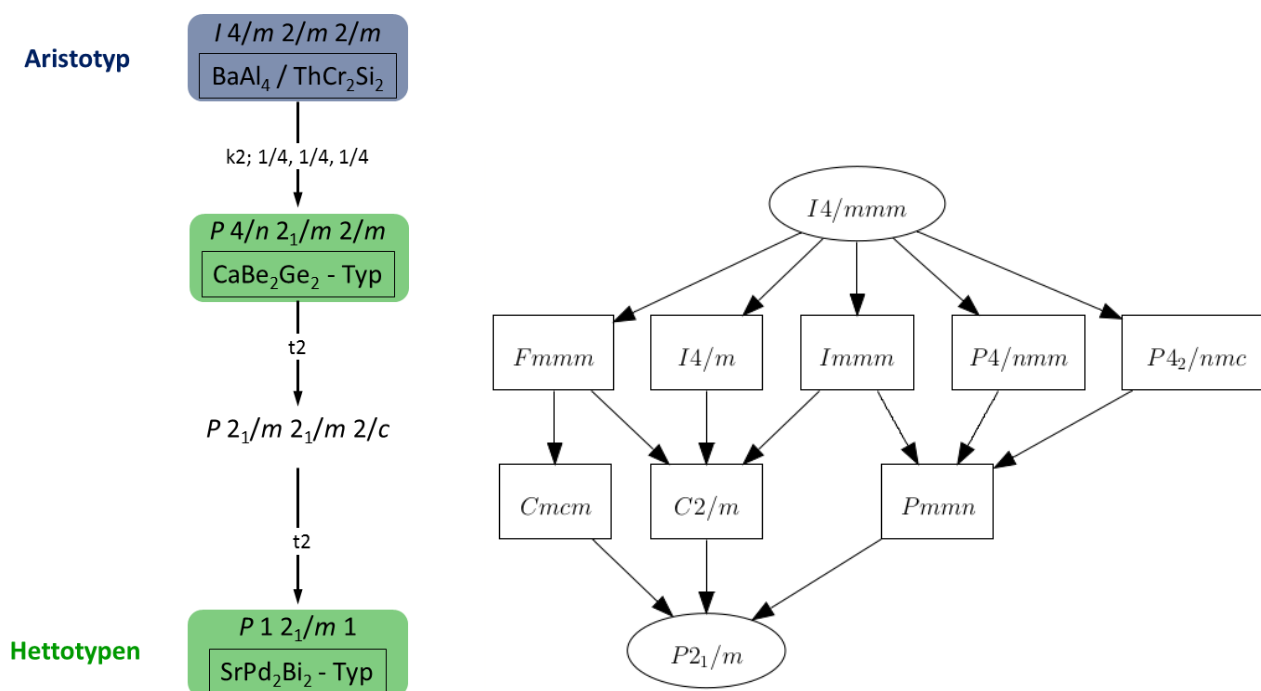 I 4/m 2/m 2/m
Aristotyp
BaAl₄ / ThCr₂Si₂
k2; 1/4, 1/4, 1/4
P 4/n 2₁/m 2/m
CaBe₂Ge₂ - Typ
t2
P 2₁/m 2₁/m 2/c
t2
P 1 2₁/m 1
Hettotypen
SrPd₂Bi₂ - Typ
I4/mmm
Fmmm
I4/m
Immm
P4/nmm
P4₂/nmc
Cmcm
C2/m
Pmmn
P2₁/m